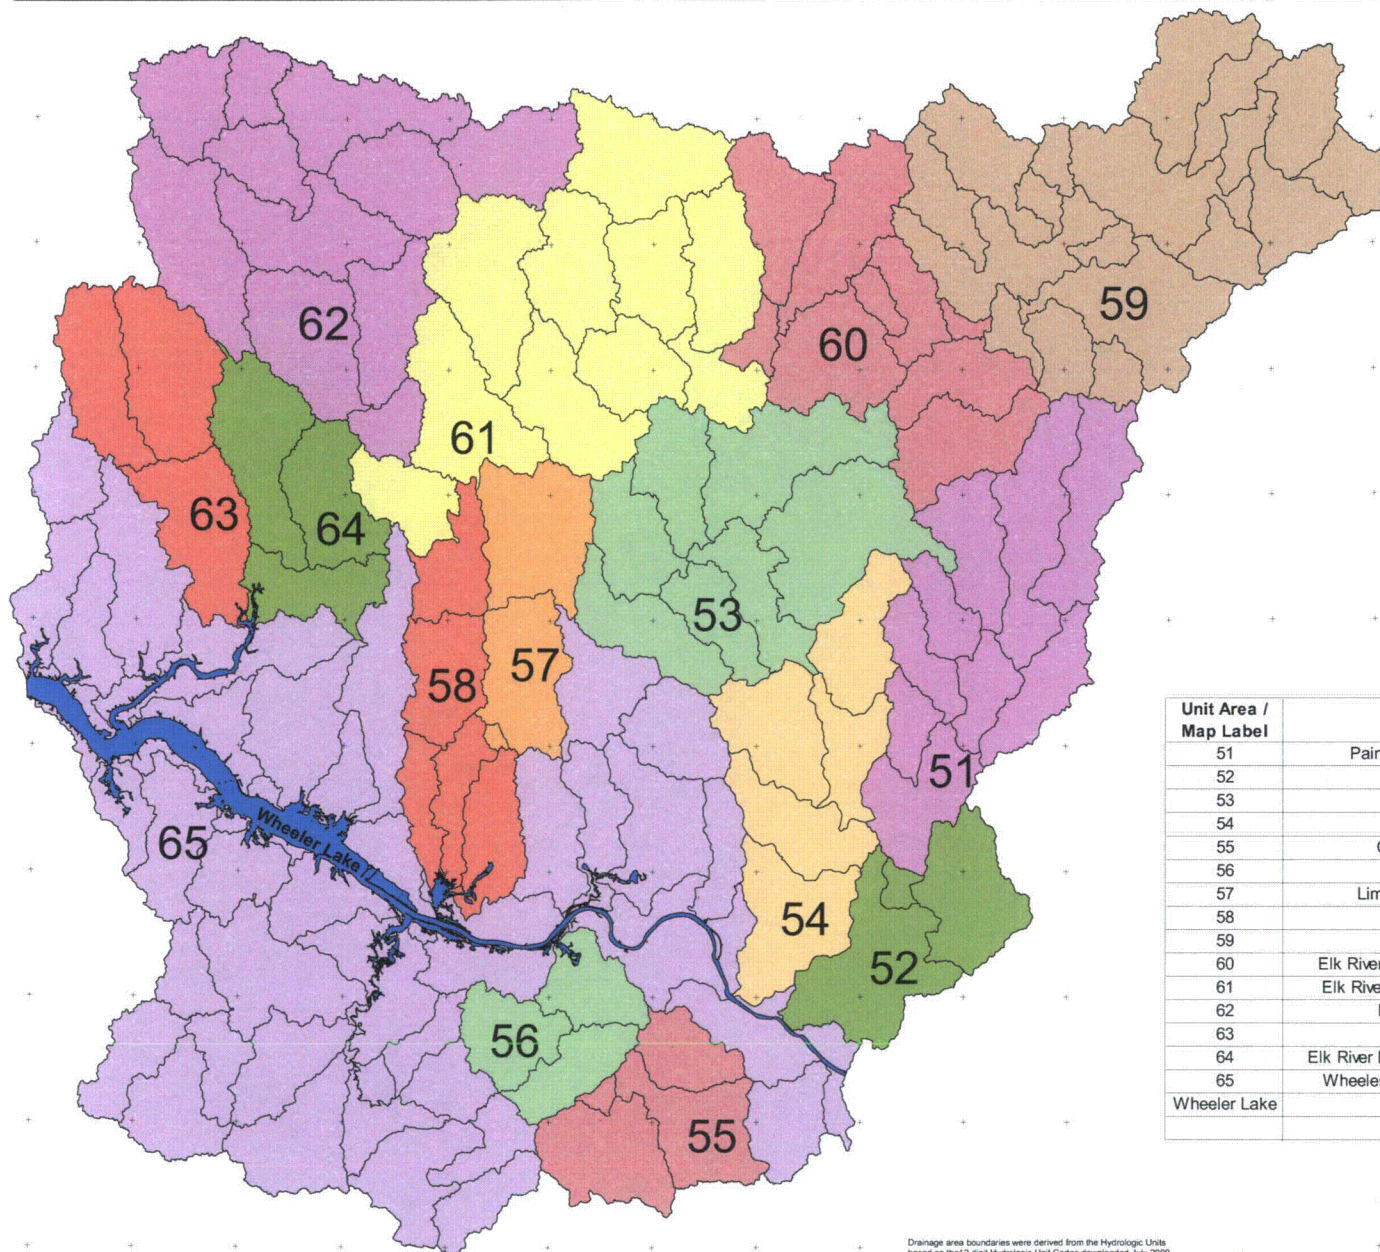 59
62
60
61
63
64
53
57
58
51
Wheeler Lake
65
54
52
56
55
Unit Area /
Map Label
51 Pain
52
53
54
55
56
57 Lim
58
59
60 Elk River
61 Elk Rive
62
63
64 Elk River
65 Wheeler
Wheeler Lake
Drainage area boundaries were derived from the Hydrologic Units